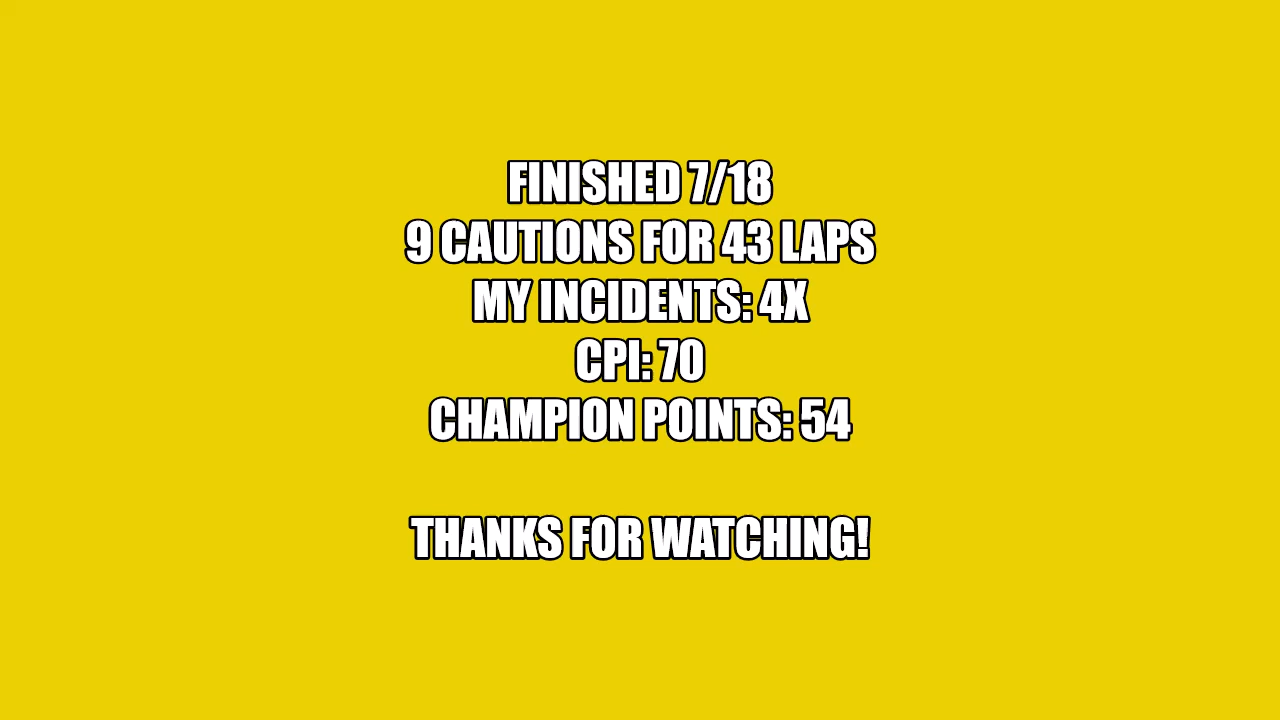 FINISHED 7/18
9 CAUTIONS FOR 43 LAPS
MY INCIDENTS: 4X
CPI: 70
CHAMPION POINTS: 54
THANKS FOR WATCHING!